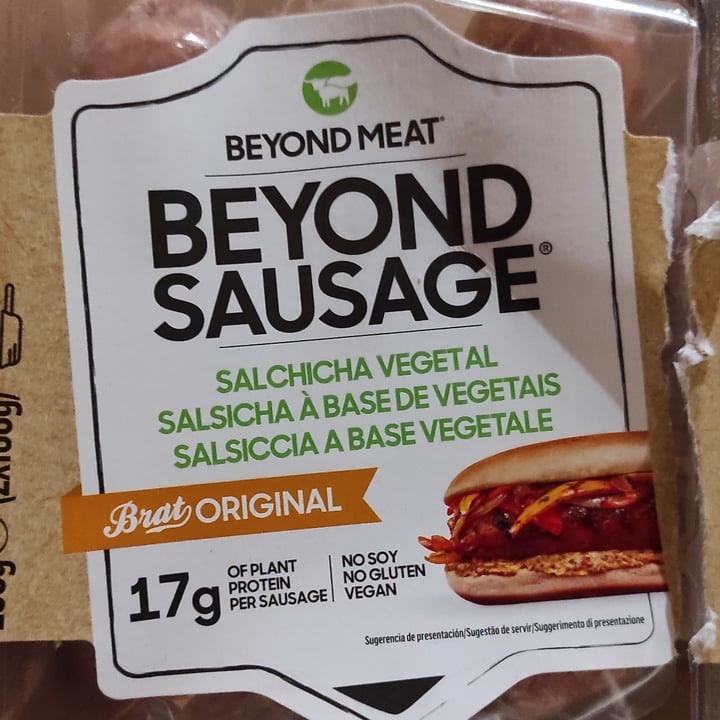 BEYOND MEAT®
BEYOND
SAUSAGE®
SALCHICHA VEGETAL
SALSICHA À BASE DE VEGETAIS
SALSICCIA A BASE VEGETALE
Brat ORIGINAL
17g
OF PLANT
PROTEIN
PER SAUSAGE
NO SOY
NO GLUTEN
VEGAN
Sugerencia de presentación/Sugestão de servir/Suggerimento di presentazione
(2x100g)